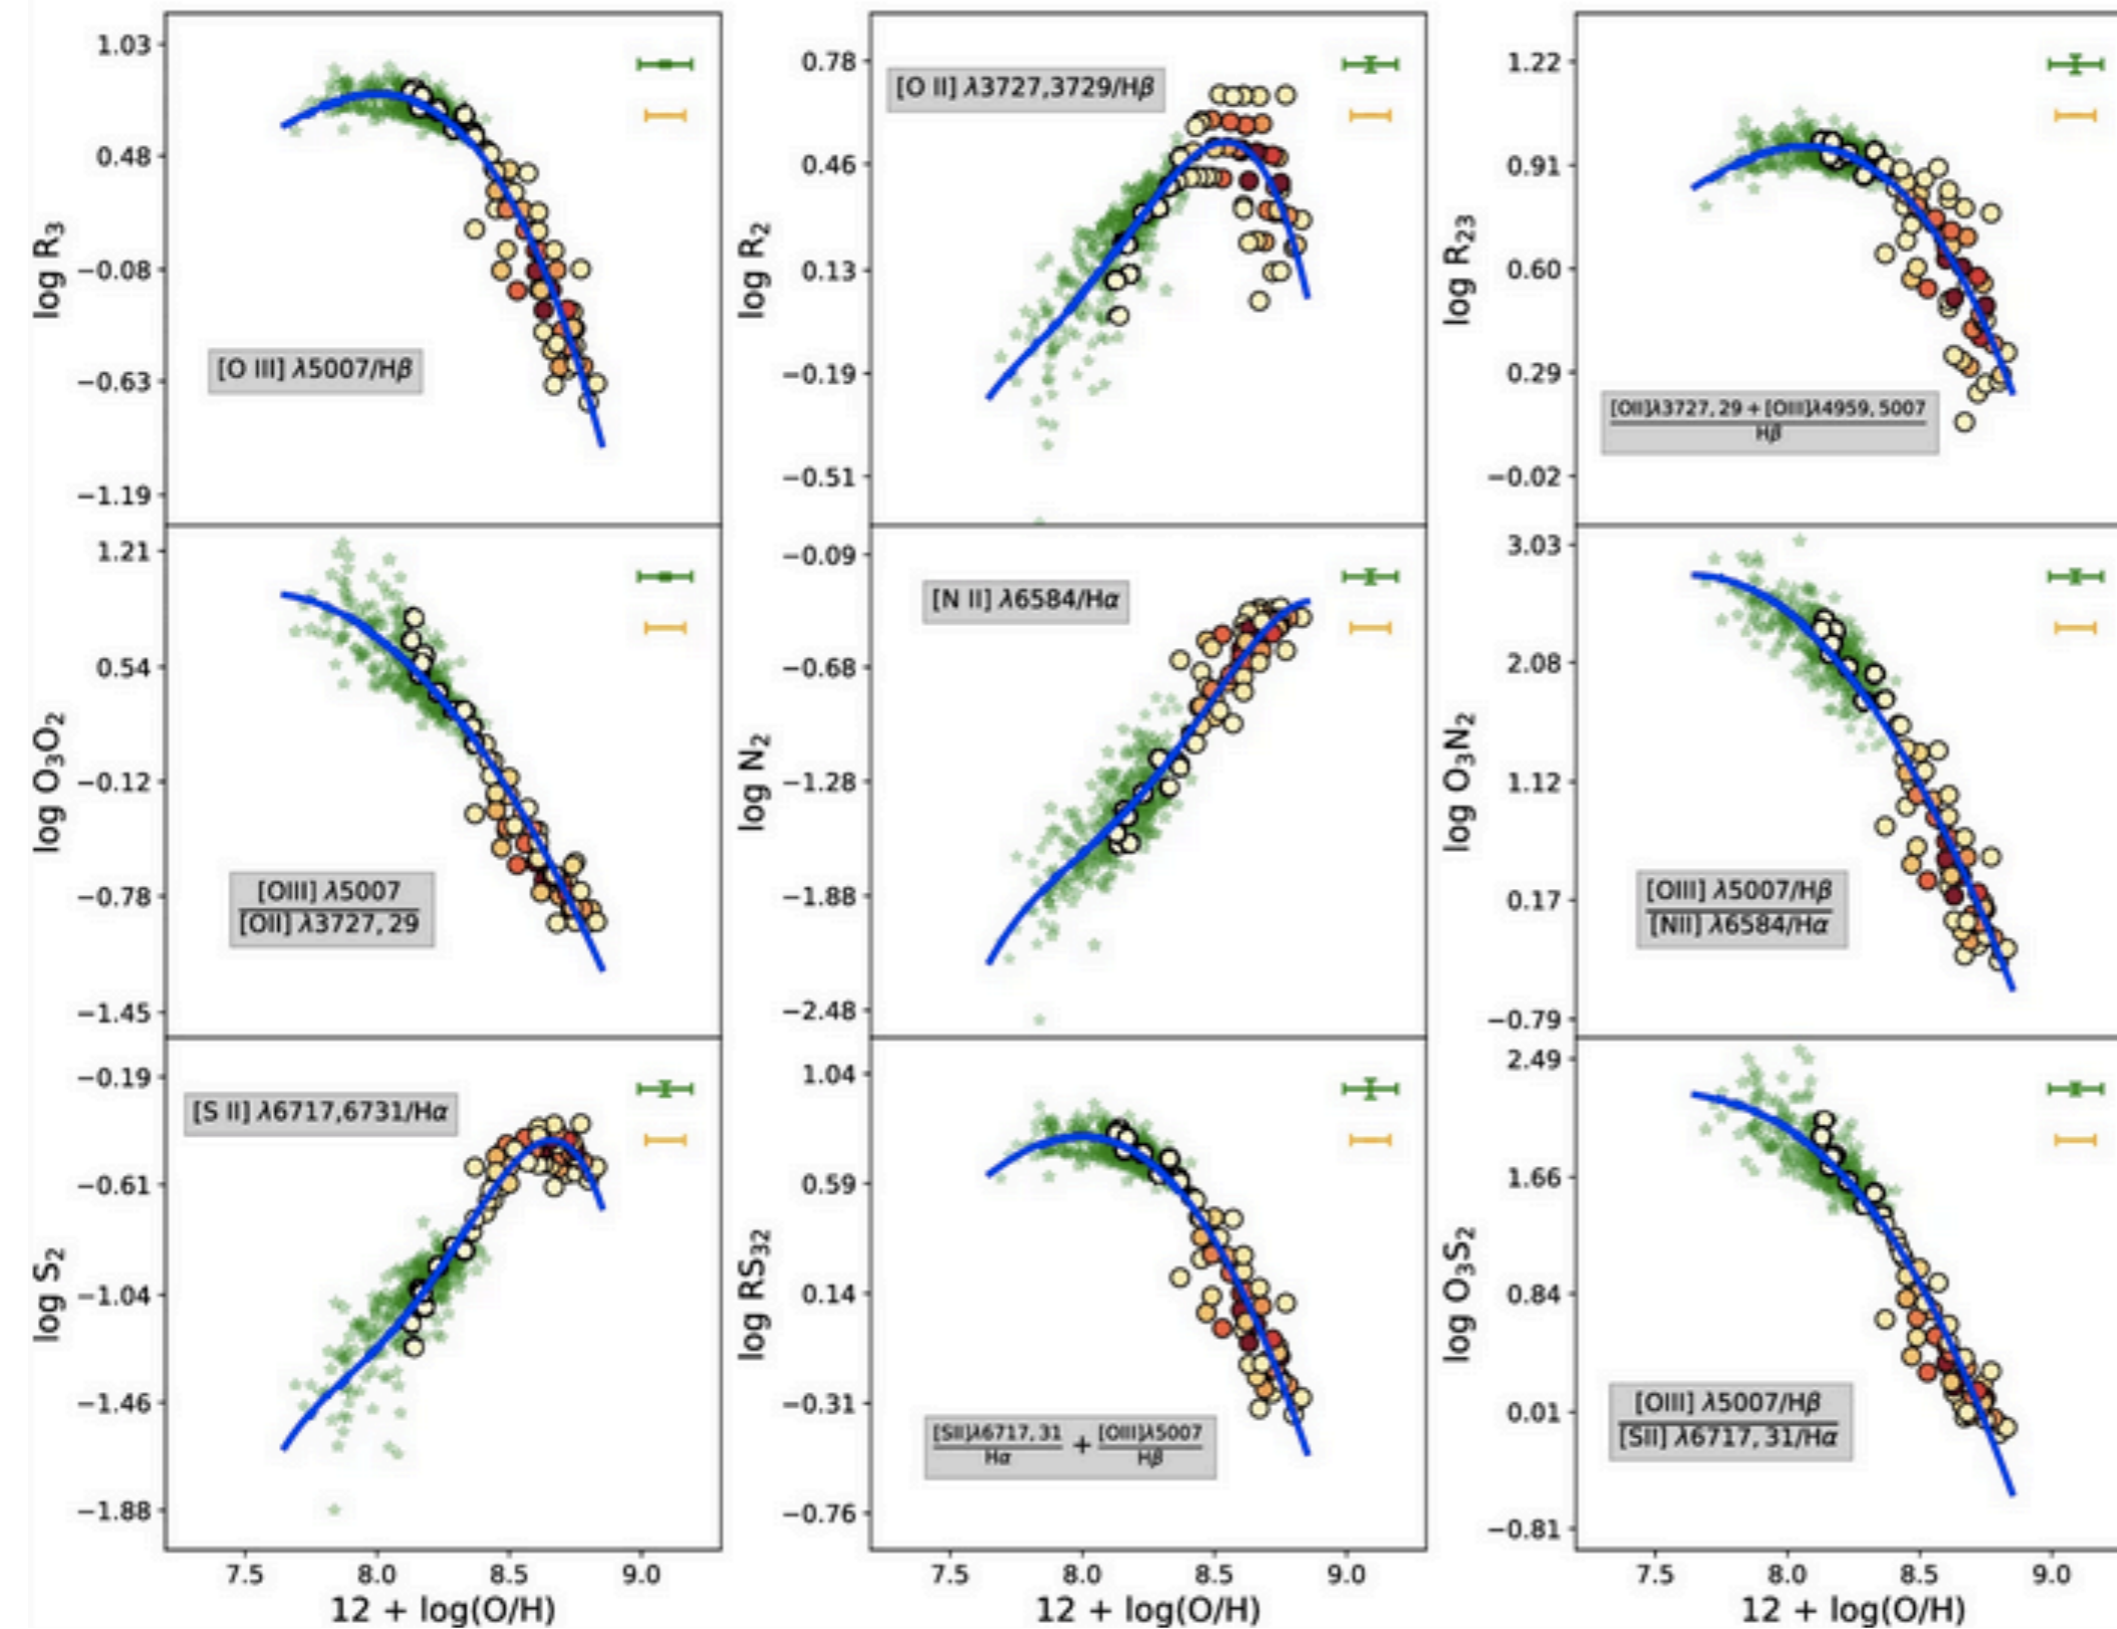 1.03
0.48
−0.08
−0.63
−1.19
log R3
[O III] λ5007/Hβ
0.78
0.46
0.13
−0.19
−0.51
log R2
[O II] λ3727,3729/Hβ
1.22
0.91
0.60
0.29
−0.02
log R23
[OII]λ3727, 29 + [OIII]λ4959, 5007
Hβ
1.21
0.54
−0.12
−0.78
−1.45
log O3O2
[OIII] λ5007
[OII] λ3727, 29
−0.09
−0.68
−1.28
−1.88
−2.48
log N2
[N II] λ6584/Hα
3.03
2.08
1.12
0.17
−0.79
log O3N2
[OIII] λ5007/Hβ
[NII] λ6584/Hα
−0.19
−0.61
−1.04
−1.46
−1.88
log S2
[S II] λ6717,6731/Hα
7.5 8.0 8.5 9.0
12 + log(O/H)
1.04
0.59
0.14
−0.31
−0.76
log RS32
[SII]λ6717, 31 + [OIII]λ5007
Hα Hβ
7.5 8.0 8.5 9.0
12 + log(O/H)
2.49
1.66
0.84
0.01
−0.81
log O3S2
[OIII] λ5007/Hβ
[SII] λ6717, 31/Hα
7.5 8.0 8.5 9.0
12 + log(O/H)